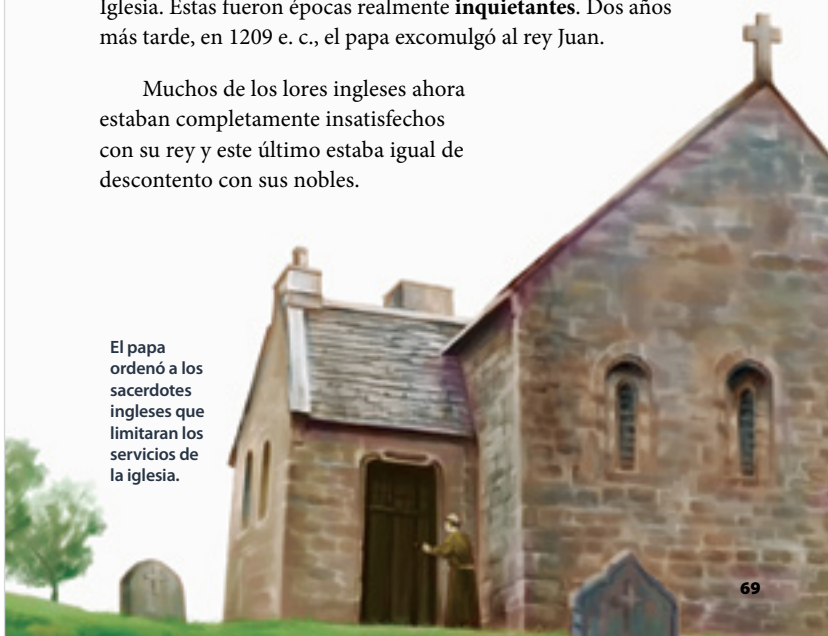 Iglesia. Estas fueron épocas realmente inquietantes. Dos años
más tarde, en 1209 e. c., el papa excomulgó al rey Juan.
Muchos de los lores ingleses ahora
estaban completamente insatisfechos
con su rey y este último estaba igual de
descontento con sus nobles.
El papa
ordenó a los
sacerdotes
ingleses que
limitaran los
servicios de
la iglesia.
69